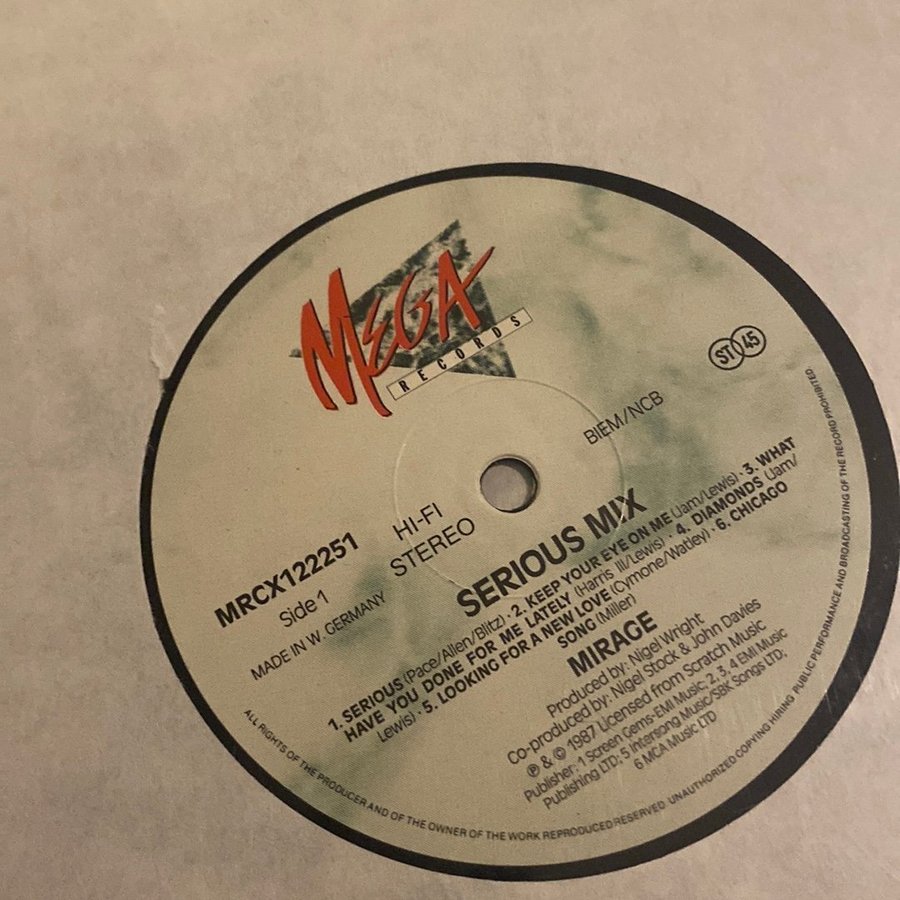 MEGA
RECORDS
ST 45
BIEM/NCB
HI-FI
STEREO
MRCX122251
Side 1
MADE IN W. GERMANY
SERIOUS MIX
1. SERIOUS (Pace/Allen/Blitz) · 2. KEEP YOUR EYE ON ME (Jam/Lewis) · 3. WHAT
HAVE YOU DONE FOR ME LATELY (Harris III/Lewis) · 4. DIAMONDS (Jam/
Lewis) · 5. LOOKING FOR A NEW LOVE (Cymone/Watley) · 6. CHICAGO
SONG (Miller)
MIRAGE
Produced by: Nigel Wright
Co-produced by: Nigel Stock & John Davies
℗ & © 1987 Licensed from Scratch Music
Publisher: 1 Screen Gems-EMI Music; 2, 3, 4 EMI Music
Publishing LTD; 5 Intersong Music/SBK Songs LTD;
6 MCA Music LTD
ALL RIGHTS OF THE PRODUCER AND OF THE OWNER OF THE WORK REPRODUCED RESERVED. UNAUTHORIZED COPYING HIRING PUBLIC PERFORMANCE AND BROADCASTING OF THE RECORD PROHIBITED